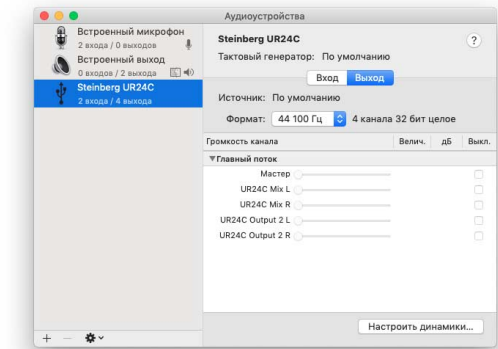 Аудиоустройства
Встроенный микрофон
2 входа / 0 выходов
Встроенный выход
0 входов / 2 выхода
Steinberg UR24C
2 входа / 4 выхода
Steinberg UR24C
?
Тактовый генератор: По умолчанию
Вход Выход
Источник: По умолчанию
Формат: 44 100 Гц 4 канала 32 бит целое
Громкость канала Велич. дБ Выкл.
▼Главный поток
Мастер
UR24C Mix L
UR24C Mix R
UR24C Output 2 L
UR24C Output 2 R
Настроить динамики...